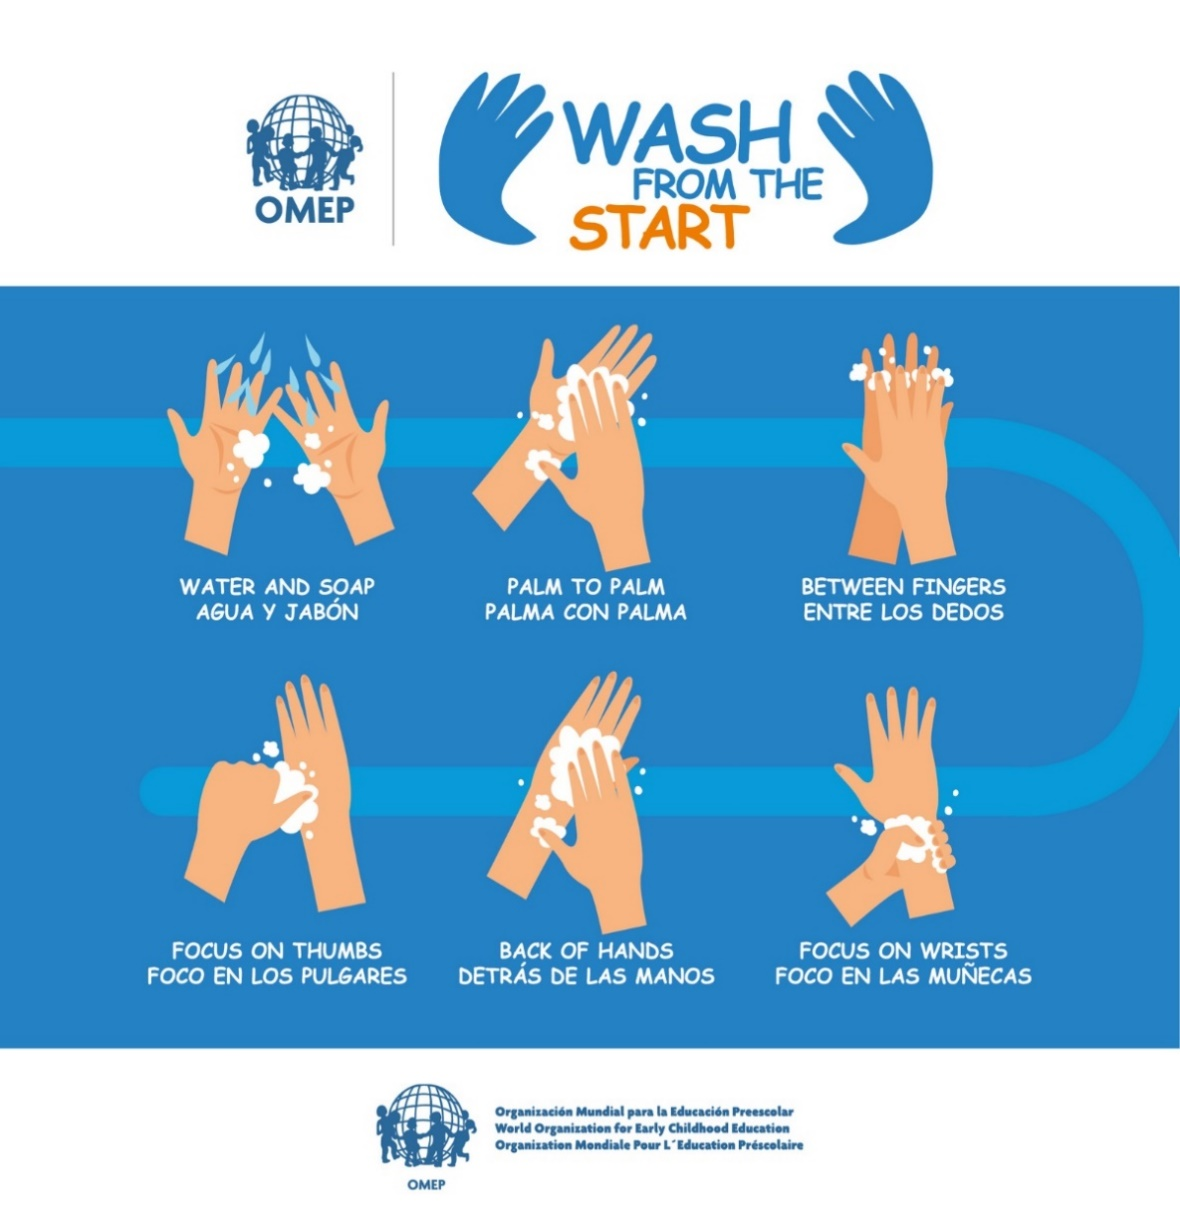 OMEP
WASH
FROM THE
START
WATER AND SOAP
AGUA Y JABÓN
PALM TO PALM
PALMA CON PALMA
BETWEEN FINGERS
ENTRE LOS DEDOS
FOCUS ON THUMBS
FOCO EN LOS PULGARES
BACK OF HANDS
DETRÁS DE LAS MANOS
FOCUS ON WRISTS
FOCO EN LAS MUÑECAS
Organización Mundial para la Educación Preescolar
World Organization for Early Childhood Education
Organization Mondiale Pour L´Education Préscolaire
OMEP